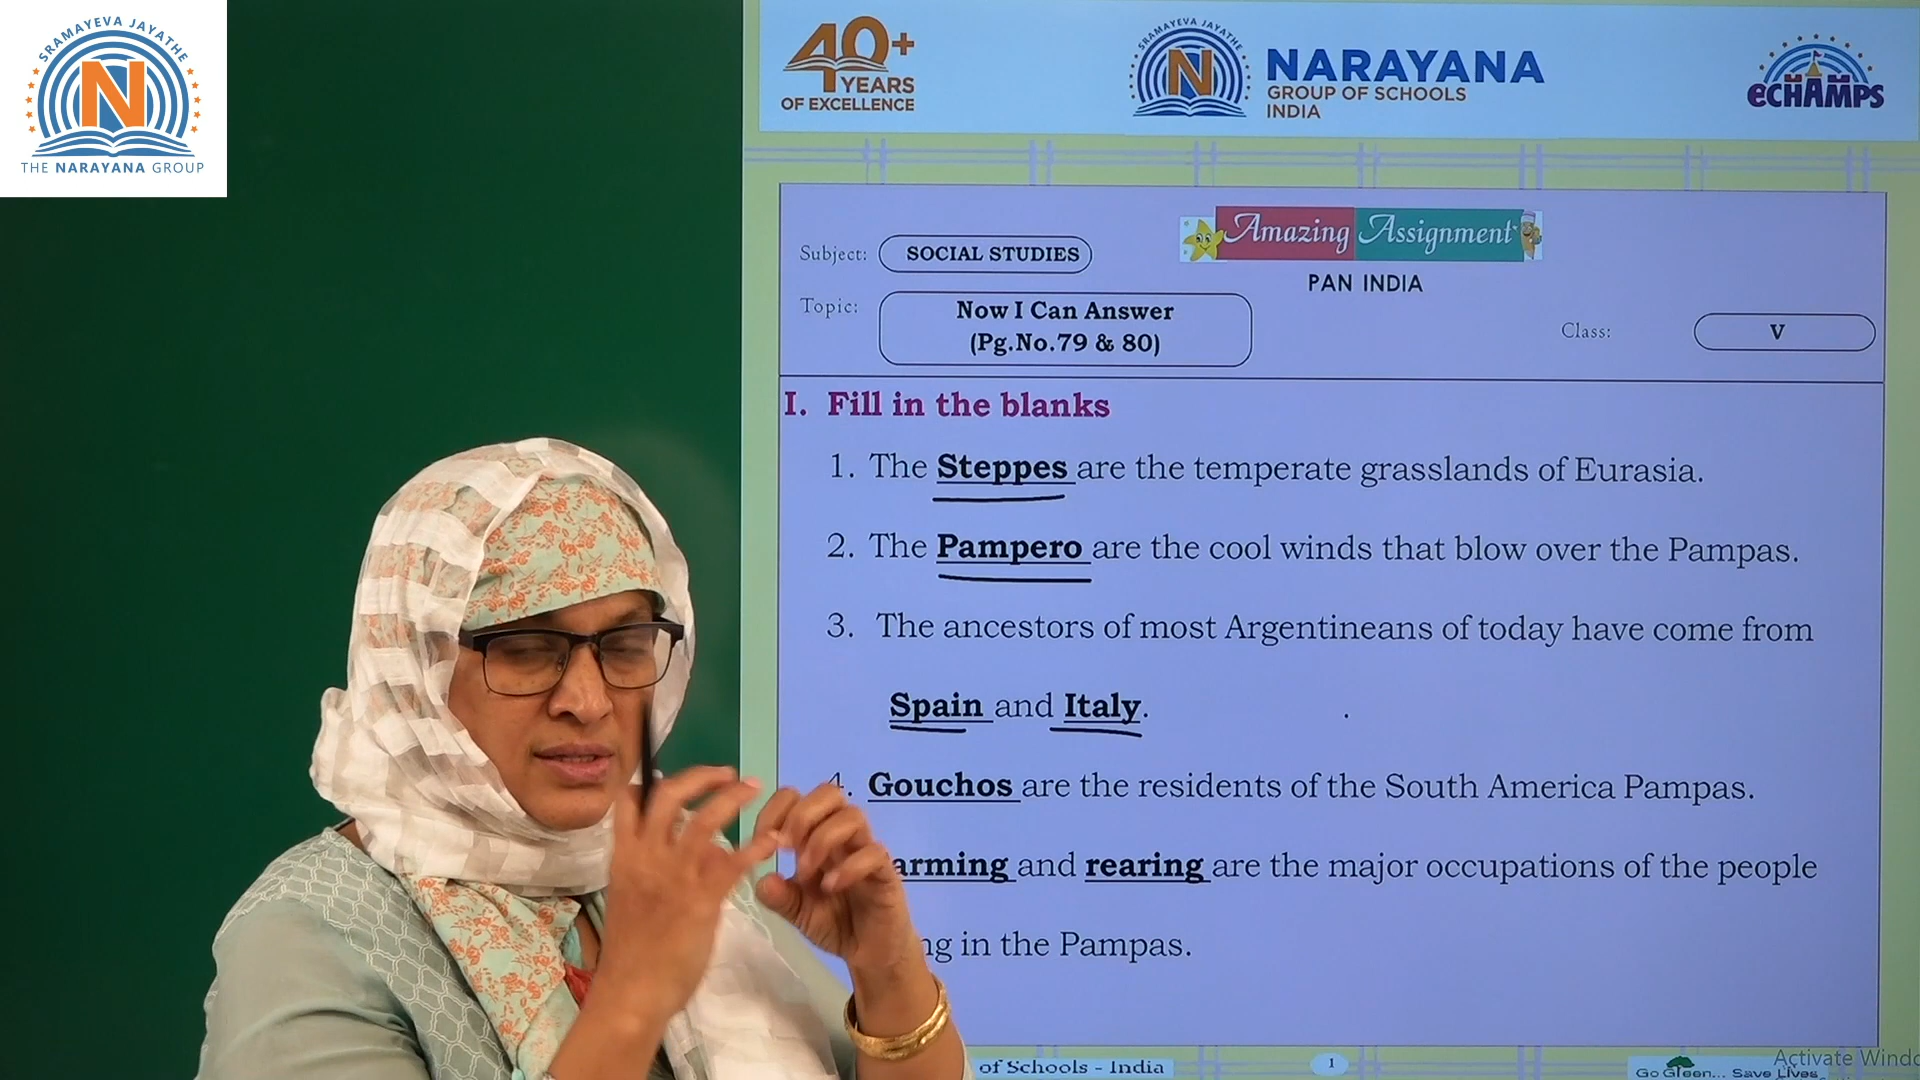 SRAMAYEVA JAYATHE
N
THE NARAYANA GROUP
40+
YEARS
OF EXCELLENCE
SRAMAYEVA JAYATHE
N
NARAYANA
GROUP OF SCHOOLS
INDIA
eCHAMPS
Subject: SOCIAL STUDIES
Amazing Assignment
PAN INDIA
Topic: Now I Can Answer
(Pg.No.79 & 80)
Class: V
I. Fill in the blanks
1. The Steppes are the temperate grasslands of Eurasia.
2. The Pampero are the cool winds that blow over the Pampas.
3. The ancestors of most Argentineans of today have come from
Spain and Italy.
4. Gouchos are the residents of the South America Pampas.
arming and rearing are the major occupations of the people
ng in the Pampas.
of Schools - India
1
Go Green... Save Lives
Activate Windo